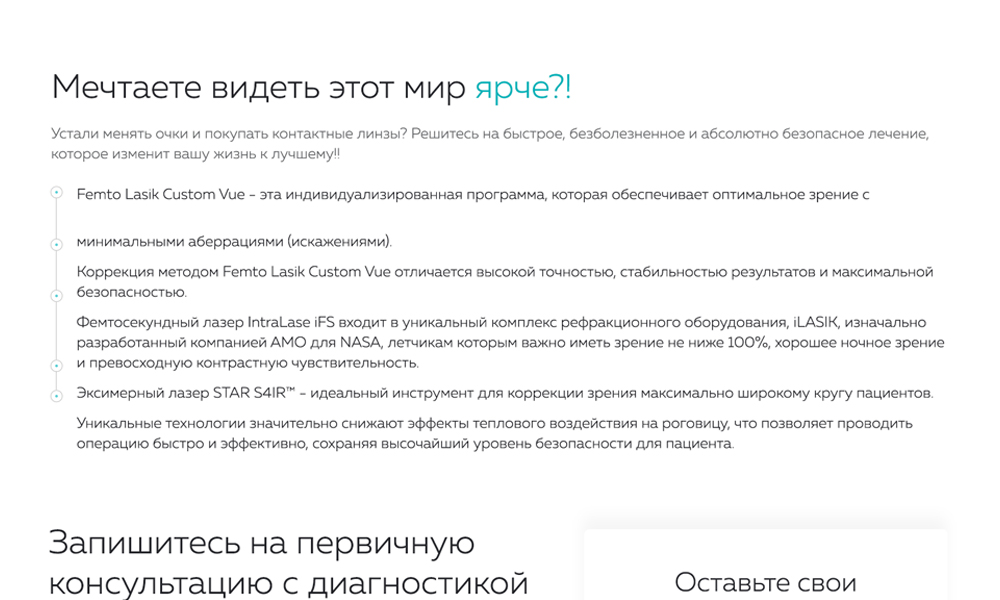 Мечтаете видеть этот мир ярче?!
Устали менять очки и покупать контактные линзы? Решитесь на быстрое, безболезненное и абсолютно безопасное лечение,
которое изменит вашу жизнь к лучшему!!
Femto Lasik Custom Vue - эта индивидуализированная программа, которая обеспечивает оптимальное зрение с
минимальными аберрациями (искажениями).
Коррекция методом Femto Lasik Custom Vue отличается высокой точностью, стабильностью результатов и максимальной
безопасностью.
Фемтосекундный лазер IntraLase iFS входит в уникальный комплекс рефракционного оборудования, iLASIK, изначально
разработанный компанией AMO для NASA, летчикам которым важно иметь зрение не ниже 100%, хорошее ночное зрение
и превосходную контрастную чувствительность.
Эксимерный лазер STAR S4IR™ - идеальный инструмент для коррекции зрения максимально широкому кругу пациентов.
Уникальные технологии значительно снижают эффекты теплового воздействия на роговицу, что позволяет проводить
операцию быстро и эффективно, сохраняя высочайший уровень безопасности для пациента.
Запишитесь на первичную
консультацию с диагностикой
Оставьте свои